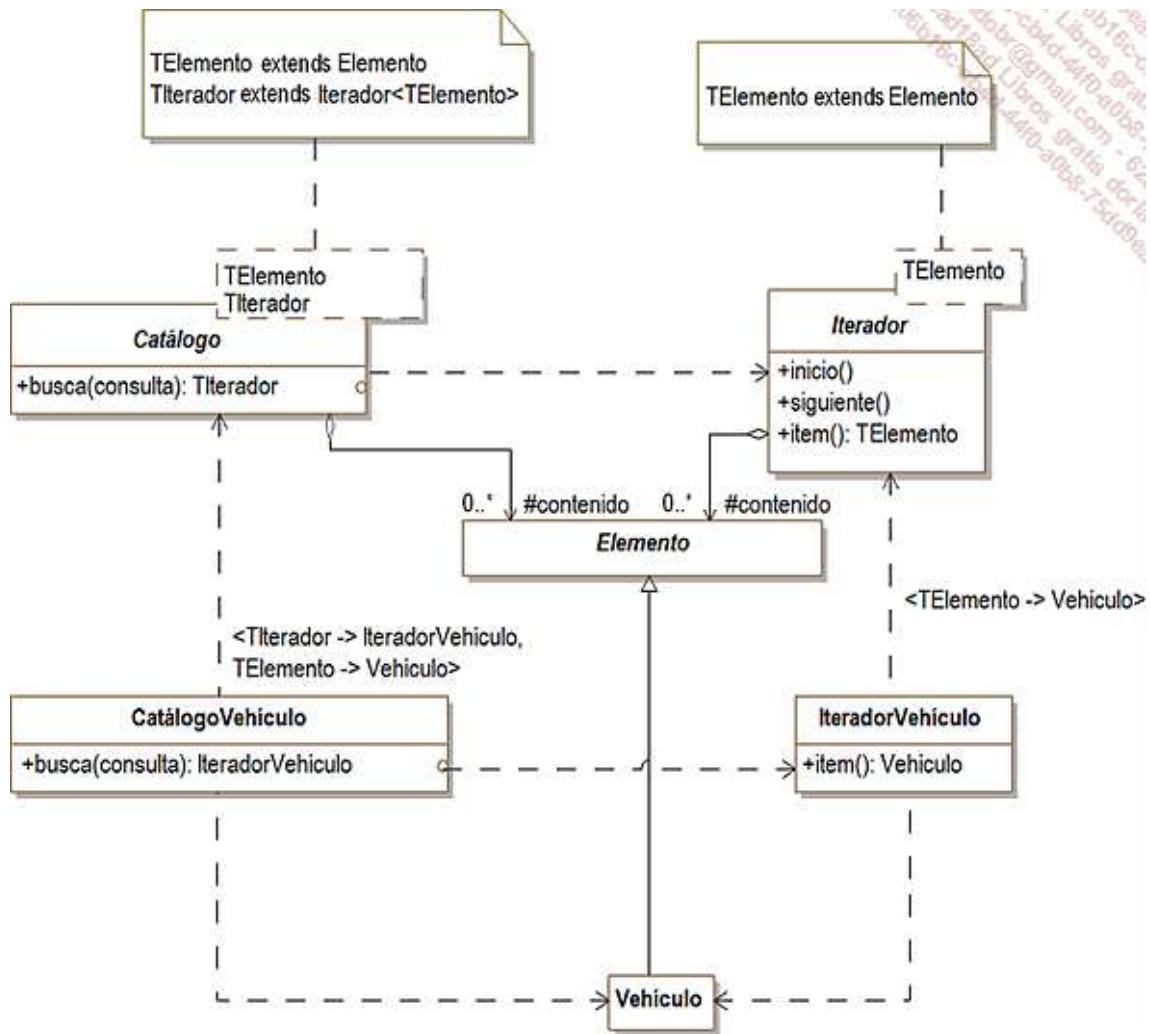 TElemento extends Elemento
TIterador extends Iterador<TElemento>
TElemento extends Elemento
TElemento
TIterador
Catálogo
+busca(consulta): TIterador
TElemento
Iterador
+inicio()
+siguiente()
+item(): TElemento
0..* #contenido
0..* #contenido
Elemento
<TIterador -> IteradorVehiculo,
TElemento -> Vehiculo>
<TElemento -> Vehiculo>
CatálogoVehículo
+busca(consulta): IteradorVehiculo
IteradorVehículo
+item(): Vehiculo
Vehículo